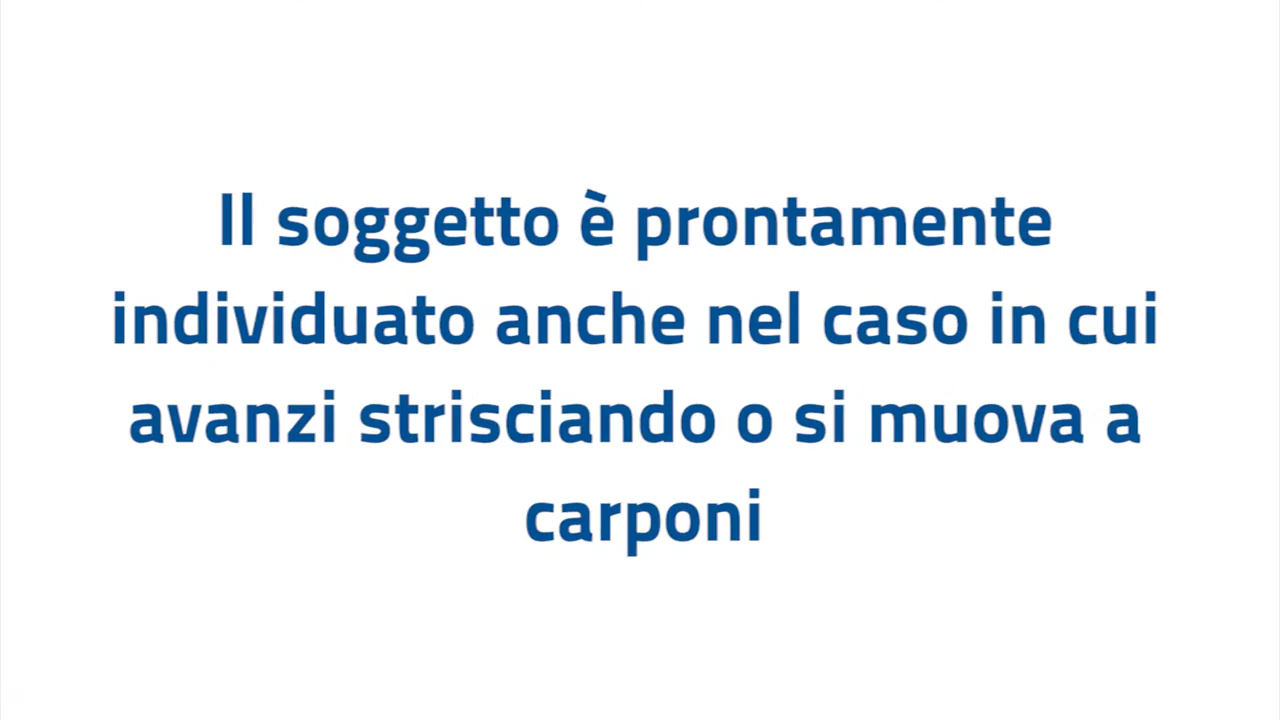 Il soggetto è prontamente
individuato anche nel caso in cui
avanzi strisciando o si muova a
carponi